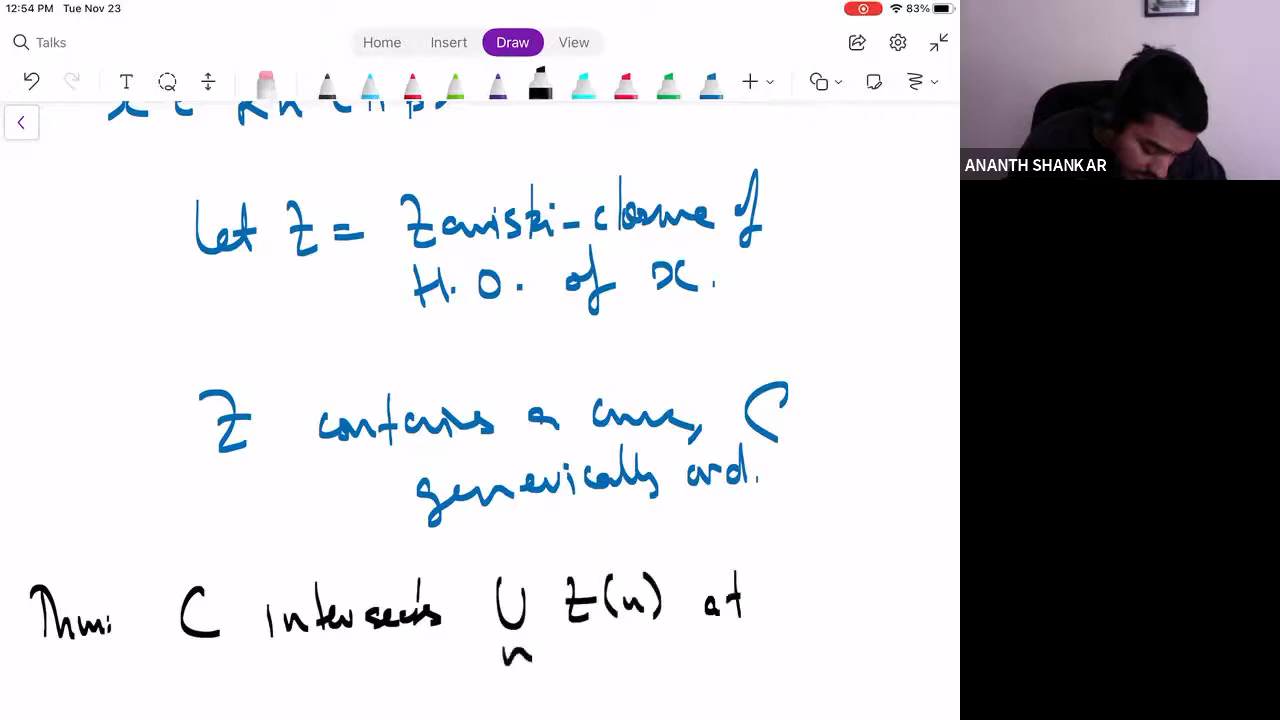 12:54 PM Tue Nov 23
83%
Talks
Home Insert Draw View
ANANTH SHANKAR
Let Z = Zariski-closure of
H.O. of x.
Z contains a curve, C
generically ord.
Thm: C intersects ∪ Z(n) at
n